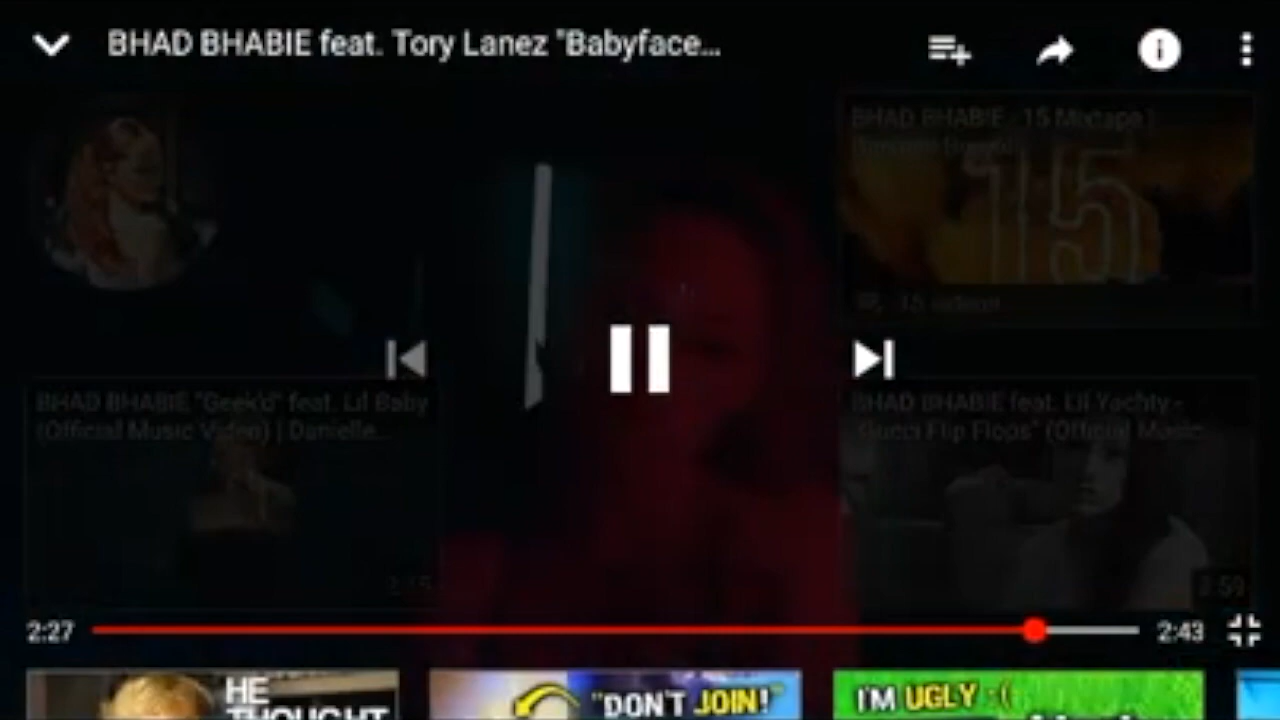 BHAD BHABIE feat. Tory Lanez "Babyface...
BHAD BHABIE - 15 Mixtape |
15
15 videos
BHAD BHABIE "Geek'd" feat. Lil Baby
(Official Music Video) | Danielle...
BHAD BHABIE feat. Lil Yachty -
"Gucci Flip Flops" (Official Music
2:27
2:43
HE
THOUGHT
"DON'T JOIN!"
I'M UGLY :(